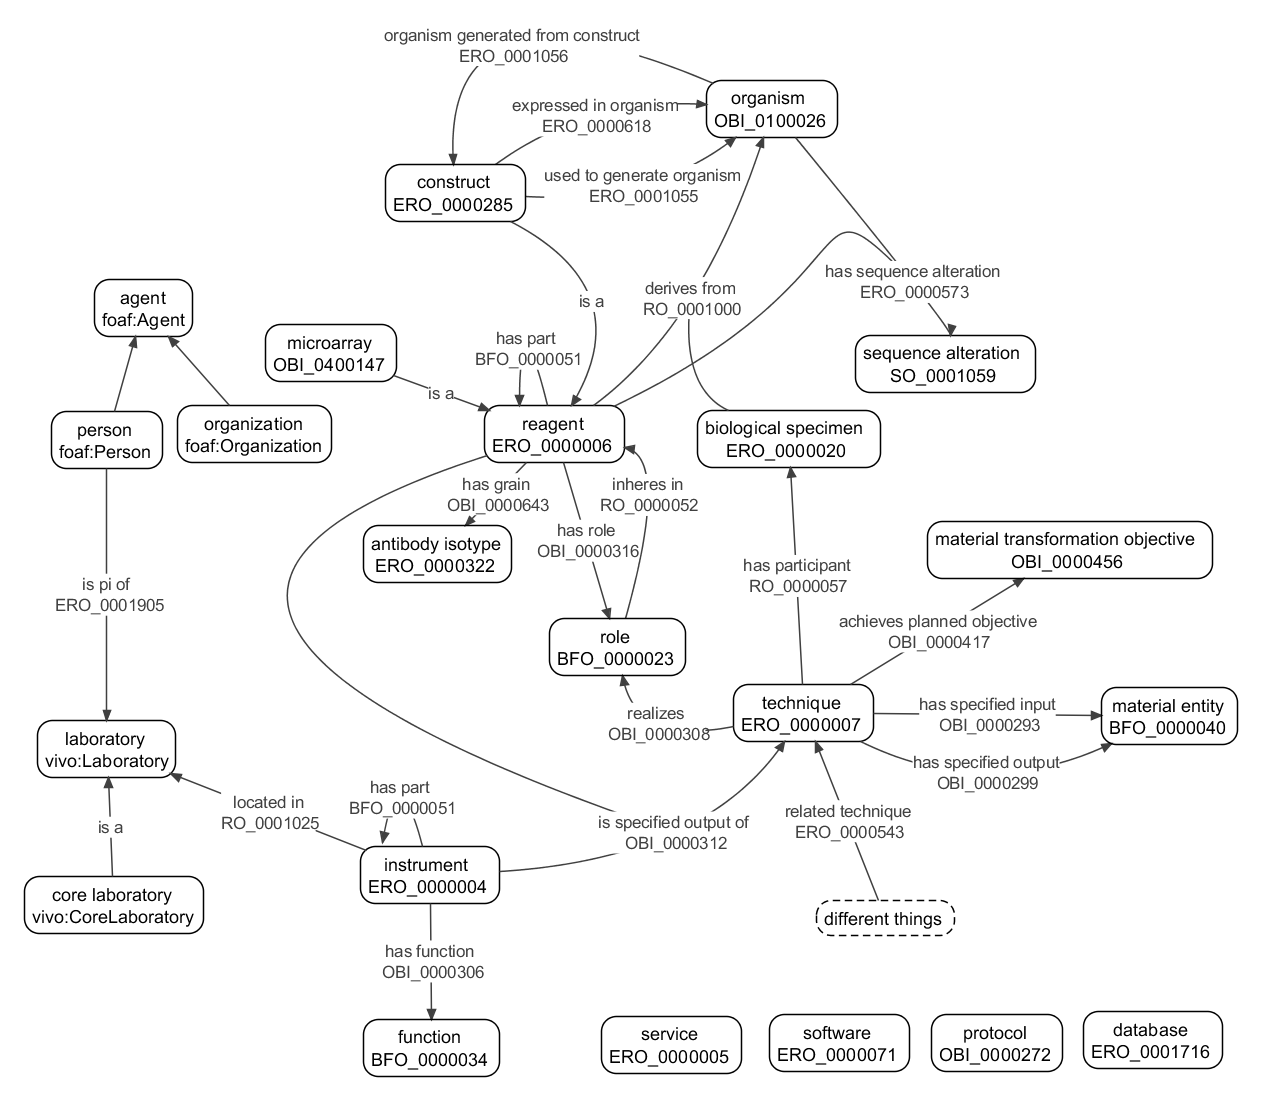 organism generated from construct
ERO_0001056
organism
OBI_0100026
expressed in organism
ERO_0000618
construct
ERO_0000285
used to generate organism
ERO_0001055
has sequence alteration
ERO_0000573
derives from
RO_0001000
is a
agent
foaf:Agent
microarray
OBI_0400147
has part
BFO_0000051
sequence alteration
SO_0001059
is a
person
foaf:Person
organization
foaf:Organization
reagent
ERO_0000006
biological specimen
ERO_0000020
has grain
OBI_0000643
inheres in
RO_0000052
has role
OBI_0000316
antibody isotype
ERO_0000322
material transformation objective
OBI_0000456
is pi of
ERO_0001905
has participant
RO_0000057
role
BFO_0000023
achieves planned objective
OBI_0000417
technique
ERO_0000007
has specified input
OBI_0000293
material entity
BFO_0000040
realizes
OBI_0000308
laboratory
vivo:Laboratory
has specified output
OBI_0000299
has part
BFO_0000051
located in
RO_0001025
is a
is specified output of
OBI_0000312
related technique
ERO_0000543
instrument
ERO_0000004
core laboratory
vivo:CoreLaboratory
different things
has function
OBI_0000306
function
BFO_0000034
service
ERO_0000005
software
ERO_0000071
protocol
OBI_0000272
database
ERO_0001716